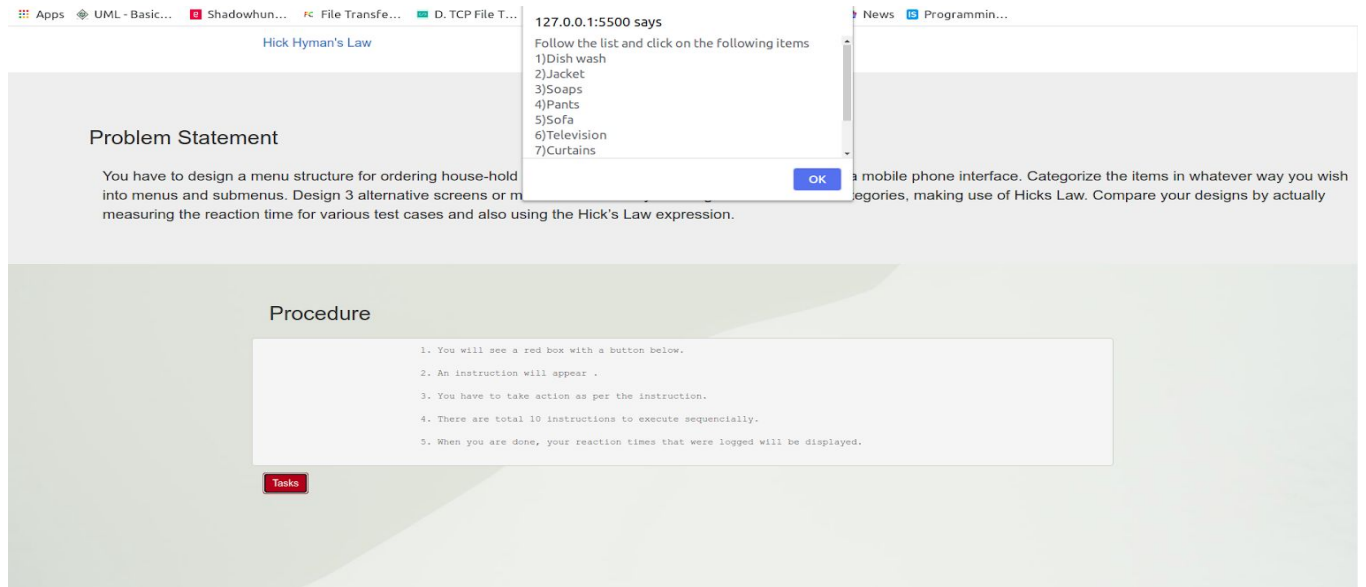 Apps UML - Basic... Shadowhun... FC File Transfe... D. TCP File T... News IS Programmin...
127.0.0.1:5500 says
Follow the list and click on the following items
1)Dish wash
2)Jacket
3)Soaps
4)Pants
5)Sofa
6)Television
7)Curtains
OK
Hick Hyman's Law
Problem Statement
You have to design a menu structure for ordering house-hold a mobile phone interface. Categorize the items in whatever way you wish
into menus and submenus. Design 3 alternative screens or m egories, making use of Hicks Law. Compare your designs by actually
measuring the reaction time for various test cases and also using the Hick's Law expression.
Procedure
1. You will see a red box with a button below.
2. An instruction will appear .
3. You have to take action as per the instruction.
4. There are total 10 instructions to execute sequencially.
5. When you are done, your reaction times that were logged will be displayed.
Tasks